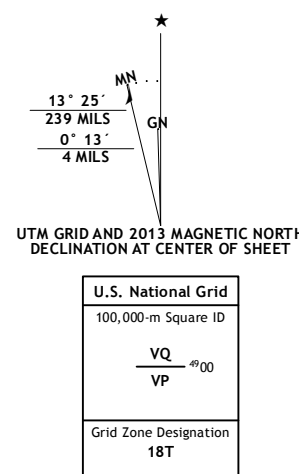 MN
GN
13° 25´
239 MILS
0° 13´
4 MILS
UTM GRID AND 2013 MAGNETIC NORTH
DECLINATION AT CENTER OF SHEET
U.S. National Grid
100,000-m Square ID
VQ
4900
VP
Grid Zone Designation
18T